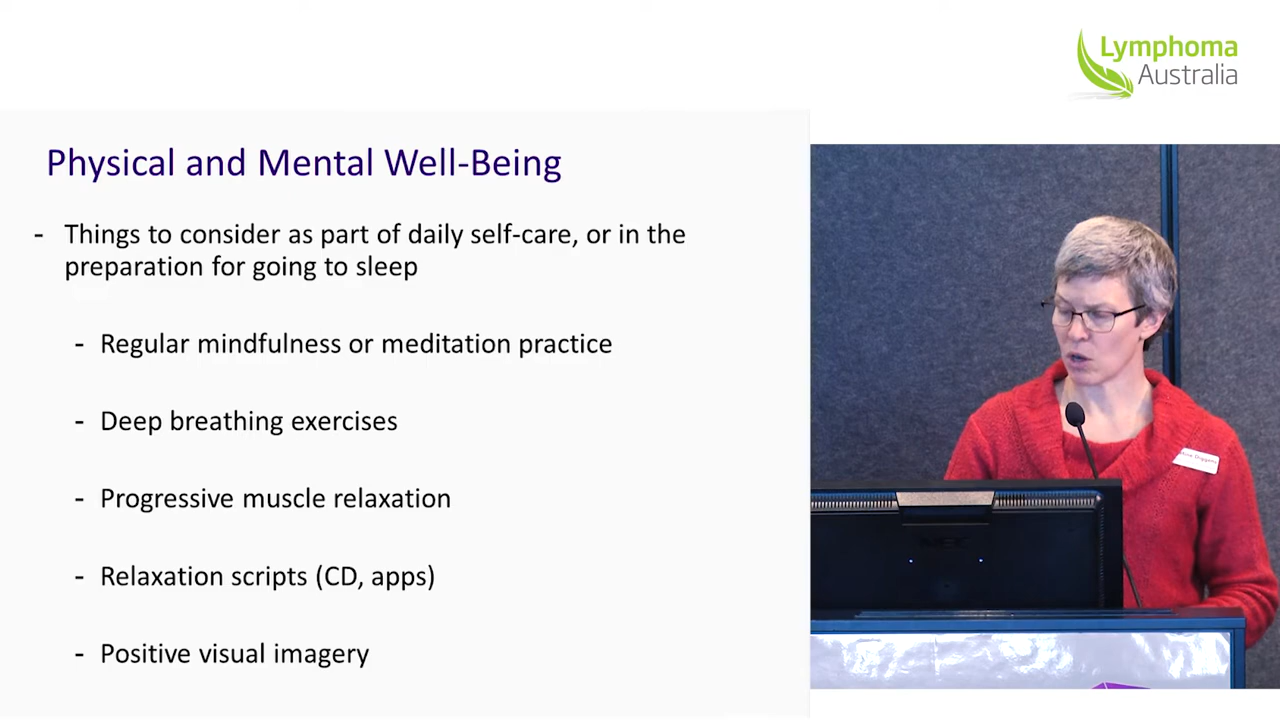 Lymphoma
Australia
Physical and Mental Well-Being
- Things to consider as part of daily self-care, or in the
preparation for going to sleep
- Regular mindfulness or meditation practice
- Deep breathing exercises
- Progressive muscle relaxation
- Relaxation scripts (CD, apps)
- Positive visual imagery
NEC